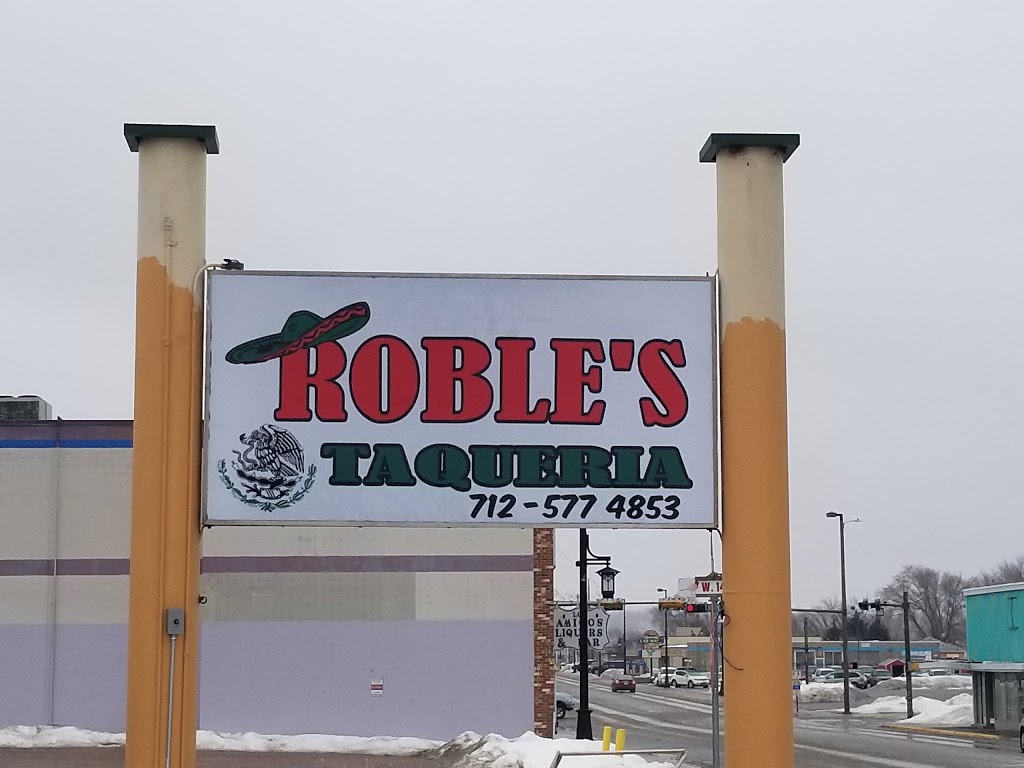 ROBLE'S
TAQUERIA
712-577 4853
AMIGO'S
LIQUORS
& BAR